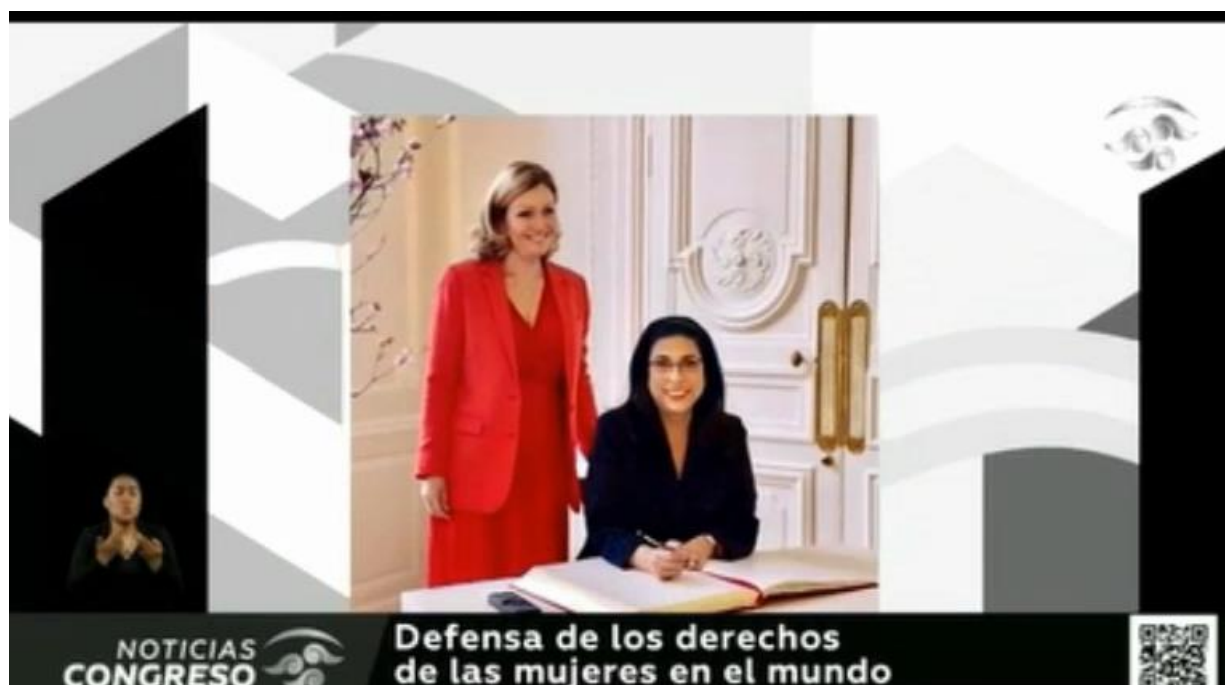 NOTICIAS
CONGRESO
Defensa de los derechos
de las mujeres en el mundo